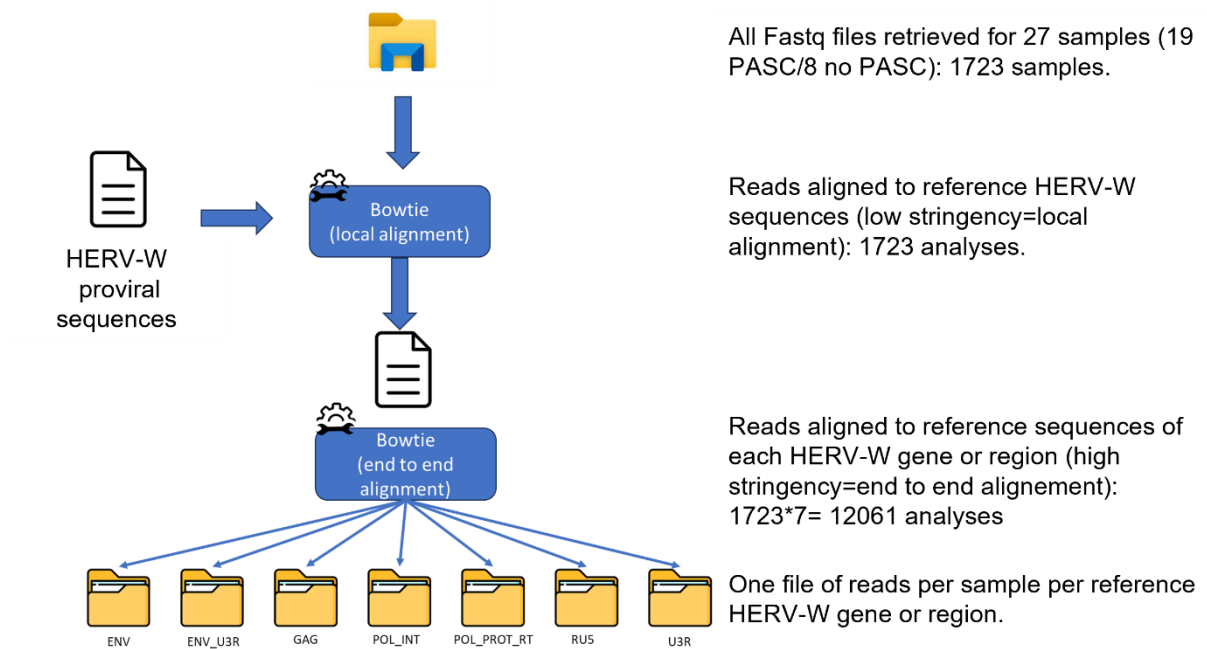 All Fastq files retrieved for 27 samples (19
PASC/8 no PASC): 1723 samples.
HERV-W
proviral
sequences
Bowtie
(local alignment)
Reads aligned to reference HERV-W
sequences (low stringency=local
alignment): 1723 analyses.
Bowtie
(end to end
alignment)
Reads aligned to reference sequences of
each HERV-W gene or region (high
stringency=end to end alignement):
1723*7= 12061 analyses
ENV
ENV_U3R
GAG
POL_INT
POL_PROT_RT
RU5
U3R
One file of reads per sample per reference
HERV-W gene or region.